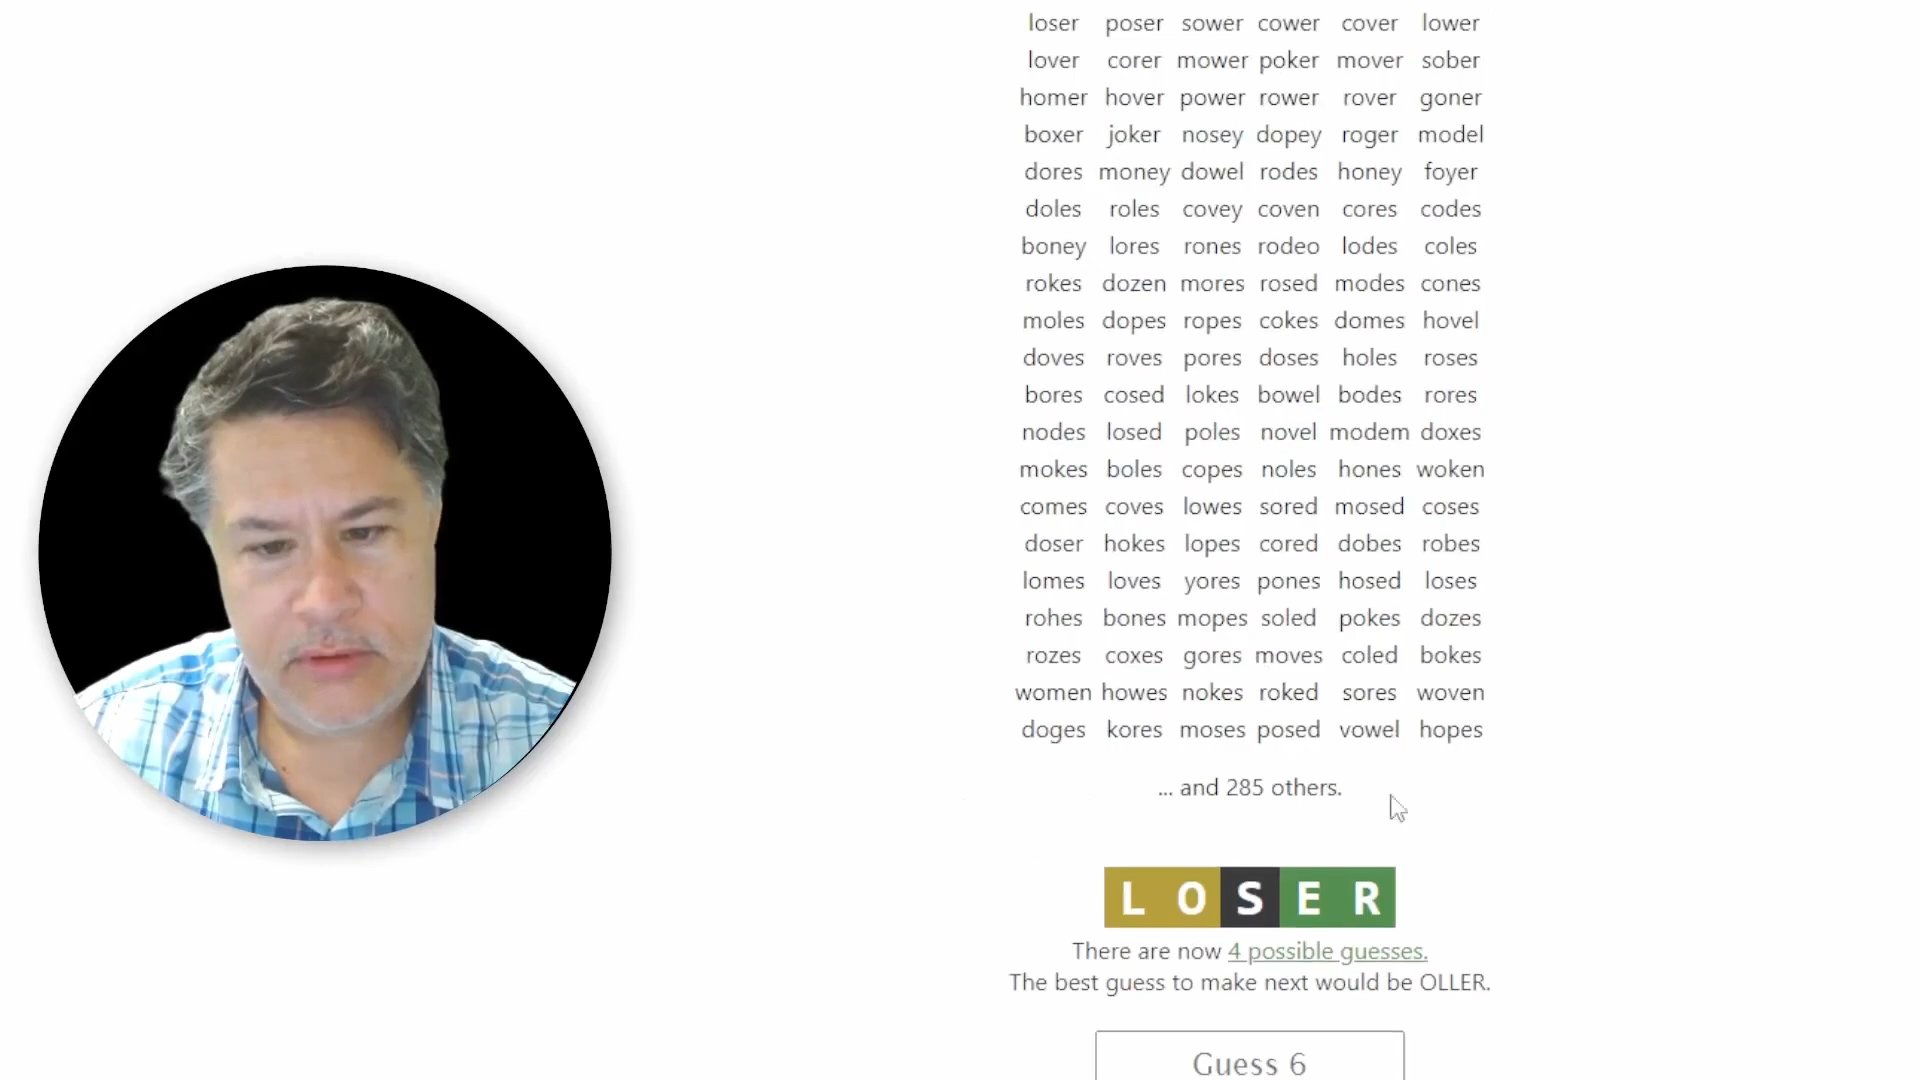 loser poser sower cower cover lower
lover corer mower poker mover sober
homer hover power rower rover goner
boxer joker nosey dopey roger model
dores money dowel rodes honey foyer
doles roles covey coven cores codes
boney lores rones rodeo lodes coles
rokes dozen mores rosed modes cones
moles dopes ropes cokes domes hovel
doves roves pores doses holes roses
bores cosed lokes bowel bodes rores
nodes losed poles novel modem doxes
mokes boles copes noles hones woken
comes coves lowes sored mosed coses
doser hokes lopes cored dobes robes
lomes loves yores pones hosed loses
rohes bones mopes soled pokes dozes
rozes coxes gores moves coled bokes
women howes nokes roked sores woven
doges kores moses posed vowel hopes
... and 285 others.
LOSER
There are now 4 possible guesses.
The best guess to make next would be OLLER.
Guess 6